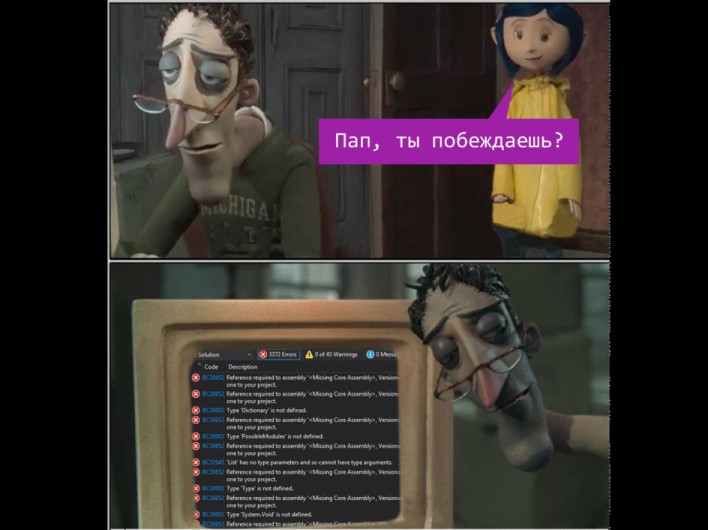 MICHIGA
Пап, ты побеждаешь?
Solution
3372 Errors
0 of 45 Warnings
0 Messa
Code Description
BC30652 Reference required to assembly '<Missing Core Assembly>, Version=
one to your project.
BC30652 Reference required to assembly '<Missing Core Assembly>, Version=
one to your project.
BC30002 Type 'Dictionary' is not defined.
BC30652 Reference required to assembly '<Missing Core Assembly>, Version=
one to your project.
BC30002 Type 'PossibleModules' is not defined.
BC30652 Reference required to assembly '<Missing Core Assembly>, Version=
one to your project.
BC32045 'List' has no type parameters and so cannot have type arguments.
BC30652 Reference required to assembly '<Missing Core Assembly>, Version=
one to your project.
BC30002 Type 'Type' is not defined.
BC30652 Reference required to assembly '<Missing Core Assembly>, Version=
one to your project.
BC30002 Type 'System.Void' is not defined.
BC30652 Reference required to assembly '<Missing Core Assembly>, Version=